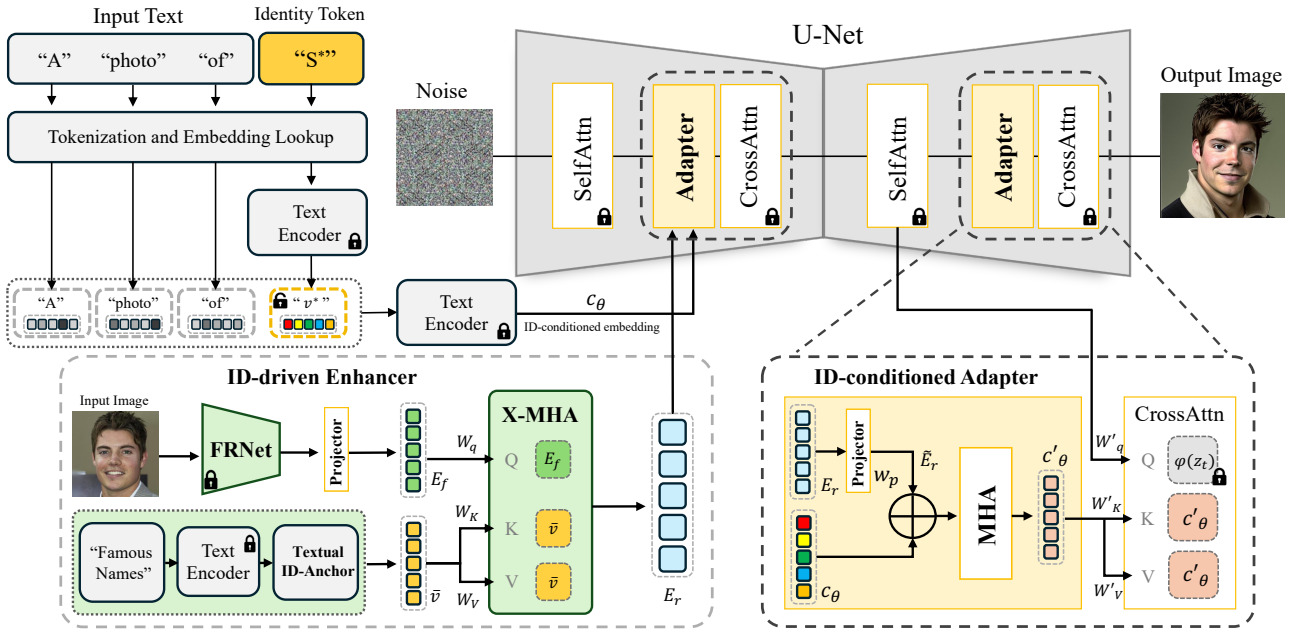 Input Text
Identity Token
“A” “photo” “of” “S*”
Tokenization and Embedding Lookup
Text
Encoder
“A” “photo” “of” “v*”
Text
Encoder
c_θ
ID-conditioned embedding
U-Net
Noise
SelfAttn
Adapter
CrossAttn
SelfAttn
Adapter
CrossAttn
Output Image
ID-driven Enhancer
Input Image
FRNet
Projector
E_f
“Famous
Names”
Text
Encoder
Textual
ID-Anchor
v̄
W_q
W_K
W_V
X-MHA
Q E_f
K v̄
V v̄
E_r
ID-conditioned Adapter
E_r
Projector
w_p
Ẽ_r
c_θ
MHA
c'_θ
W'_q
W'_K
W'_V
CrossAttn
Q φ(z_t)
K c'_θ
V c'_θ